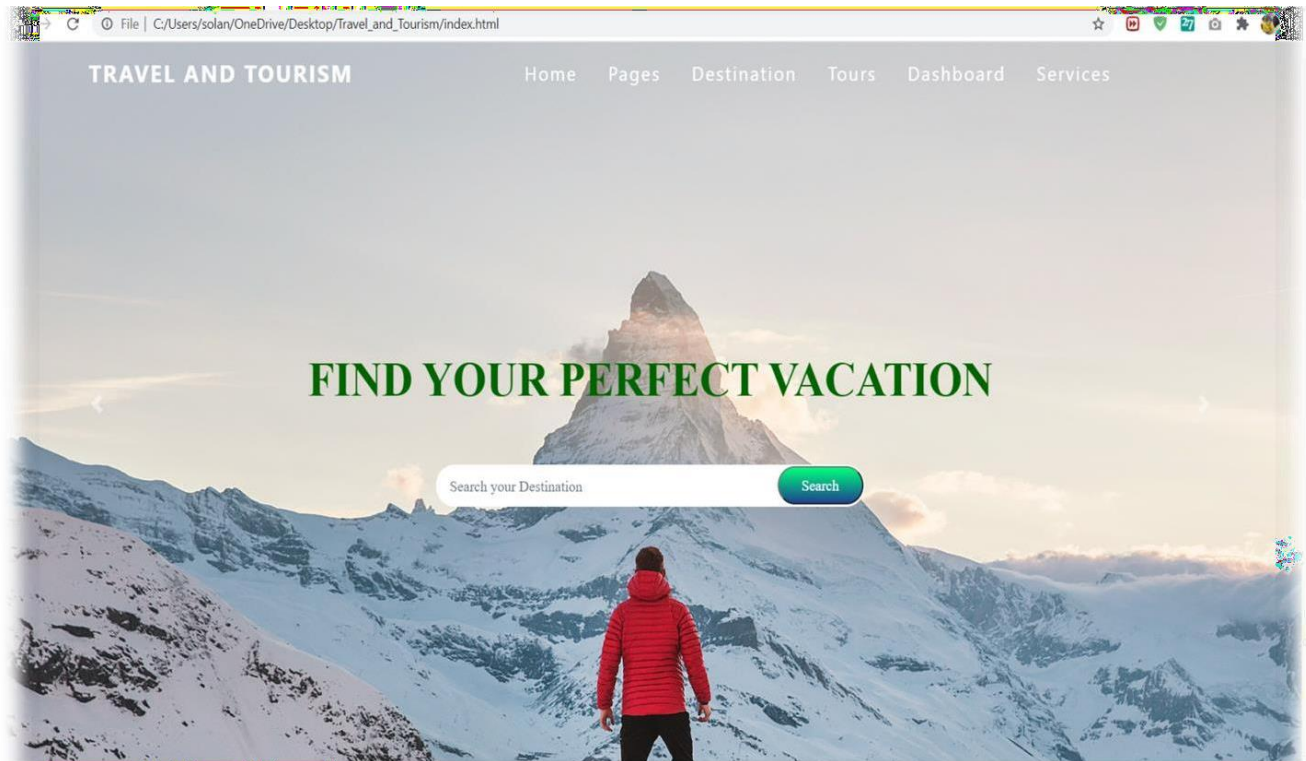 File | C:/Users/solan/OneDrive/Desktop/Travel_and_Tourism/index.html
27
TRAVEL AND TOURISM Home Pages Destination Tours Dashboard Services
FIND YOUR PERFECT VACATION
Search your Destination Search